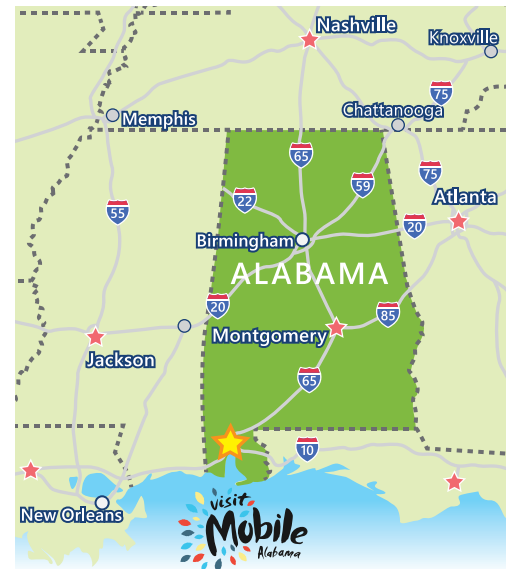 Nashville
Knoxville
75
Chattanooga
Memphis
65
75
59
22
Atlanta
55
20
Birmingham
ALABAMA
20
85
Montgomery
Jackson
65
10
New Orleans
visit
Mobile
Alabama